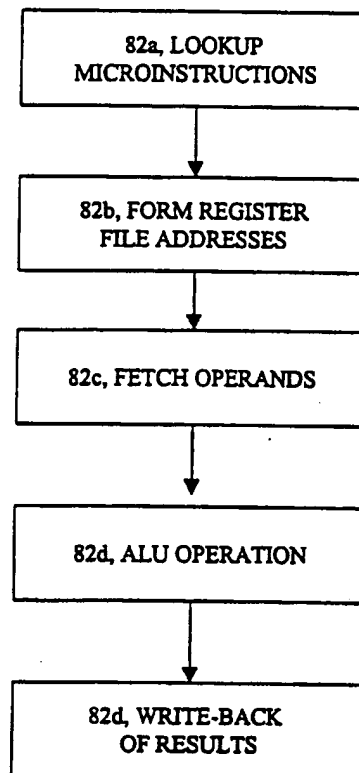 82a, LOOKUP
MICROINSTRUCTIONS
82b, FORM REGISTER
FILE ADDRESSES
82c, FETCH OPERANDS
82d, ALU OPERATION
82d, WRITE-BACK
OF RESULTS